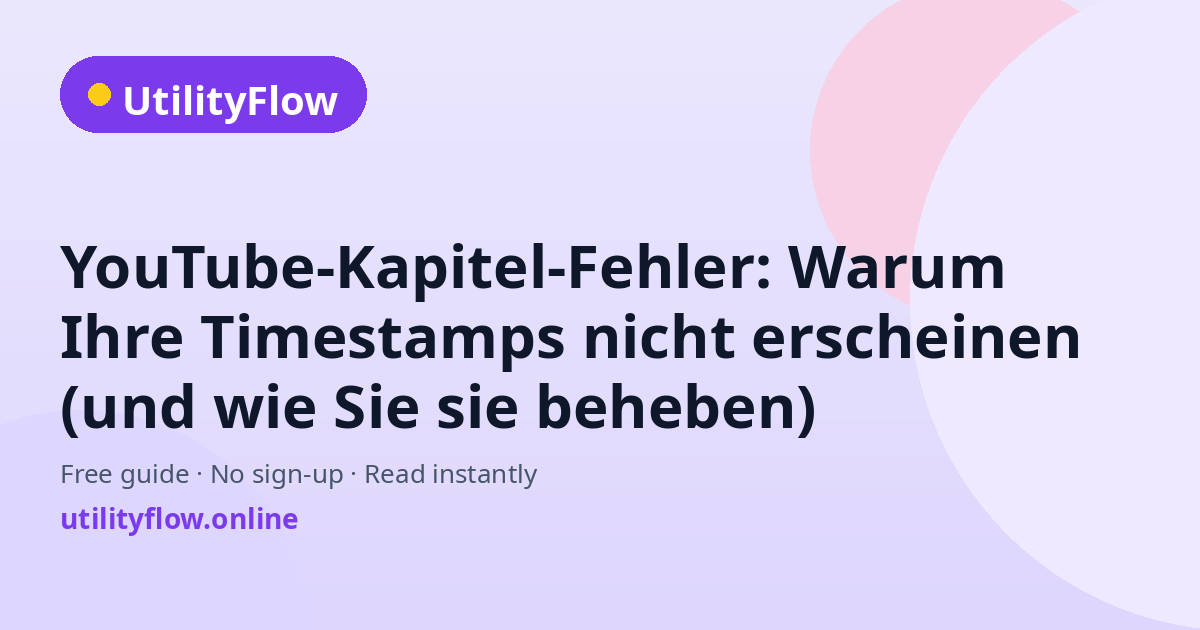 UtilityFlow
YouTube-Kapitel-Fehler: Warum
Ihre Timestamps nicht erscheinen
(und wie Sie sie beheben)
Free guide · No sign-up · Read instantly
utilityflow.online